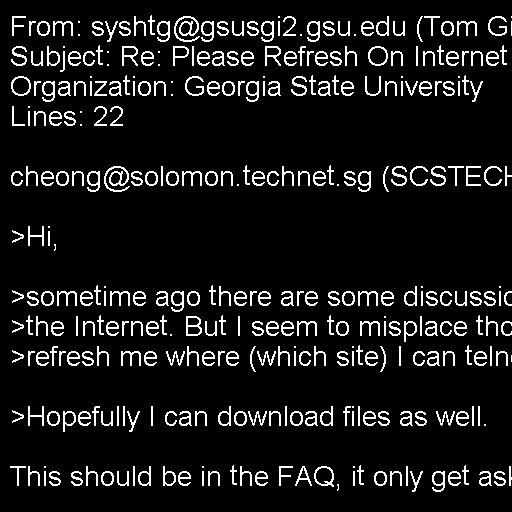 From: syshtg@gsusgi2.gsu.edu (Tom Gi
Subject: Re: Please Refresh On Internet
Organization: Georgia State University
Lines: 22
cheong@solomon.technet.sg (SCSTECH
>Hi,
>sometime ago there are some discussio
>the Internet. But I seem to misplace tho
>refresh me where (which site) I can teln
>Hopefully I can download files as well.
This should be in the FAQ, it only get ask